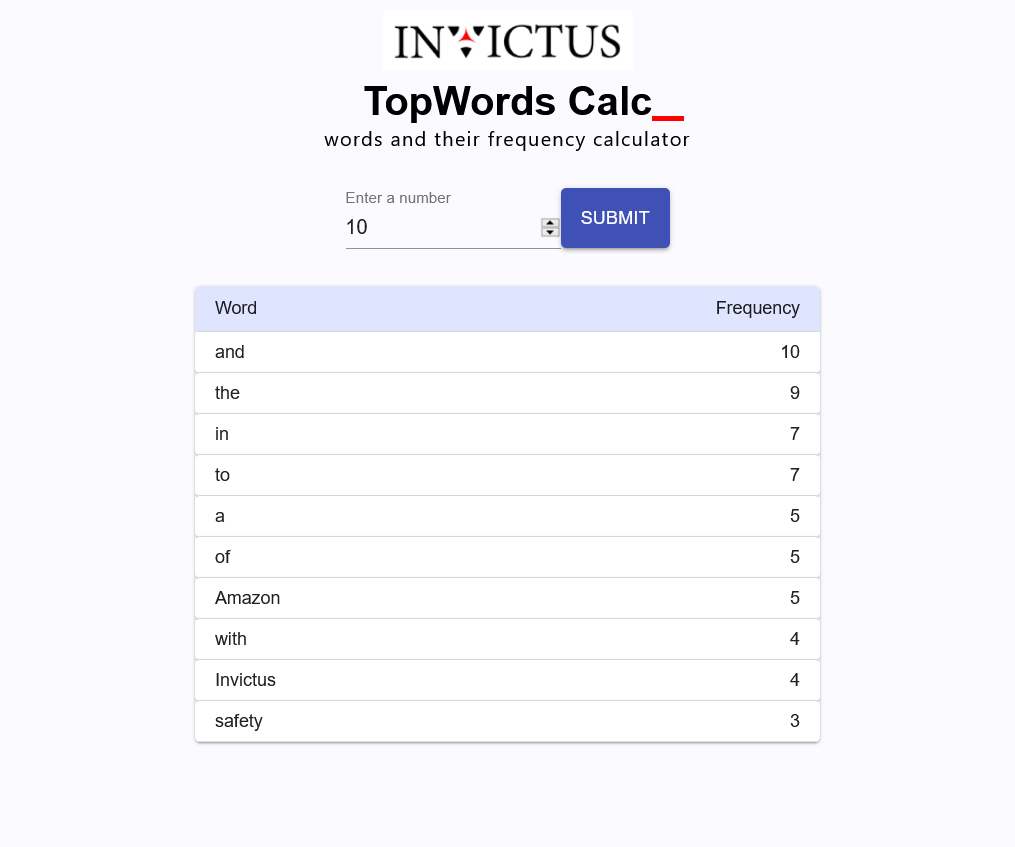 INVICTUS
TopWords Calc_
words and their frequency calculator
Enter a number
10
SUBMIT
Word Frequency
and 10
the 9
in 7
to 7
a 5
of 5
Amazon 5
with 4
Invictus 4
safety 3